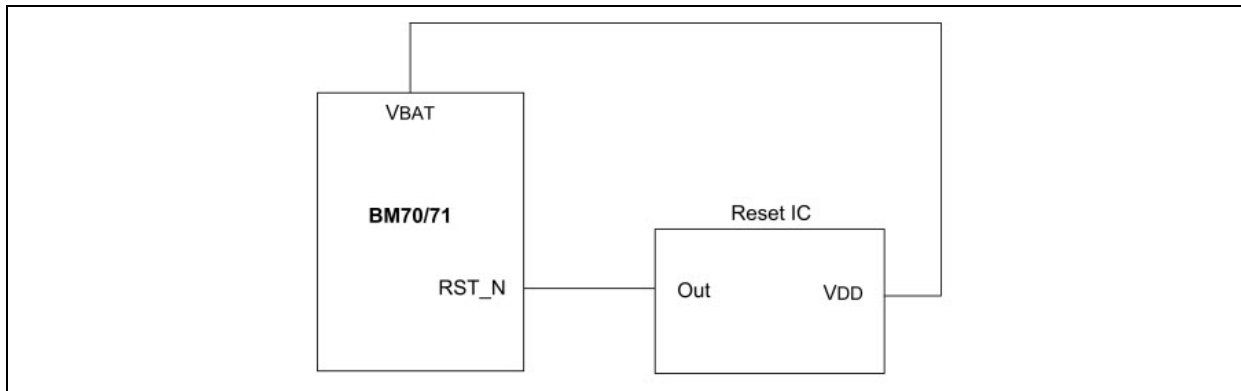 VBAT
BM70/71
Reset IC
RST_N
Out
VDD